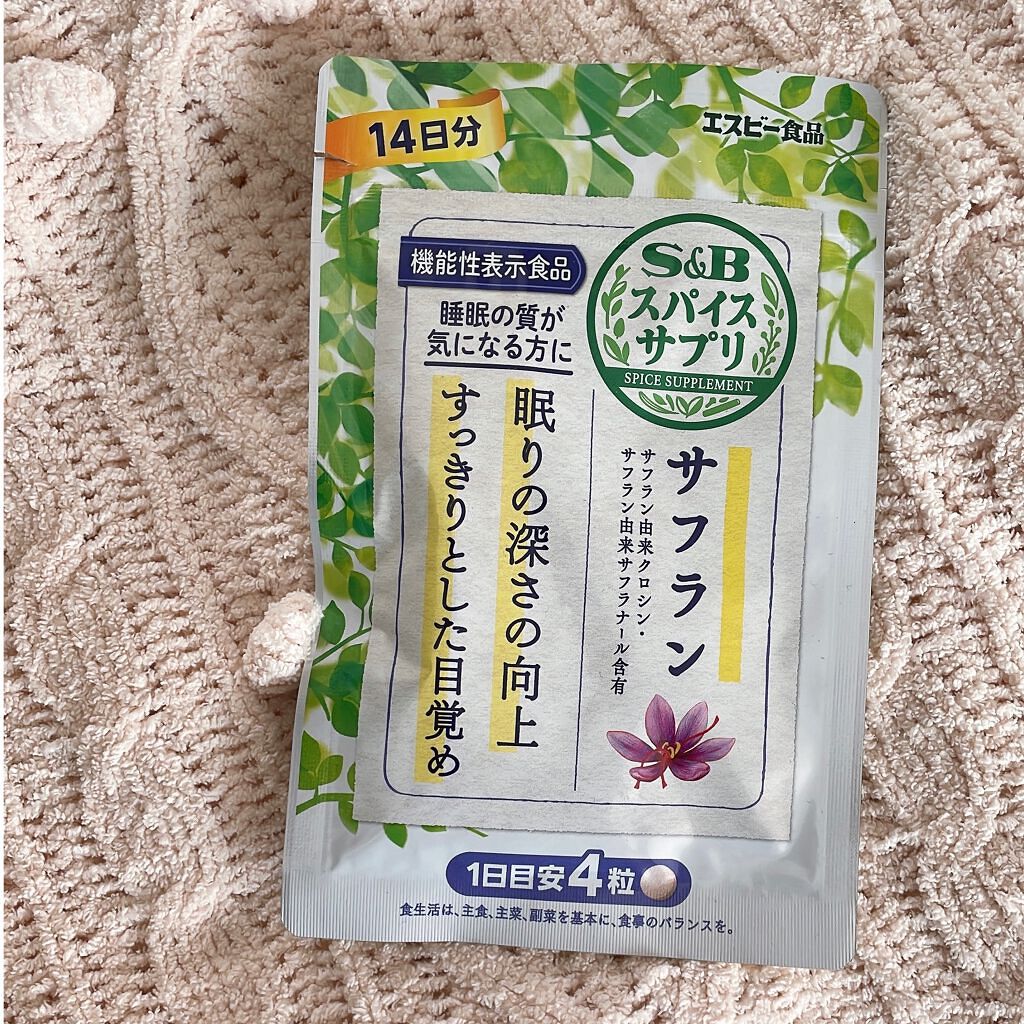 14日分
エスビー食品
機能性表示食品
睡眠の質が
気になる方に
S&B
スパイス
サプリ
SPICE SUPPLEMENT
サフラン
サフラン由来クロシン・
サフラン由来サフラナール含有
眠りの深さの向上
すっきりとした目覚め
1日目安4粒
食生活は、主食、主菜、副菜を基本に、食事のバランスを。